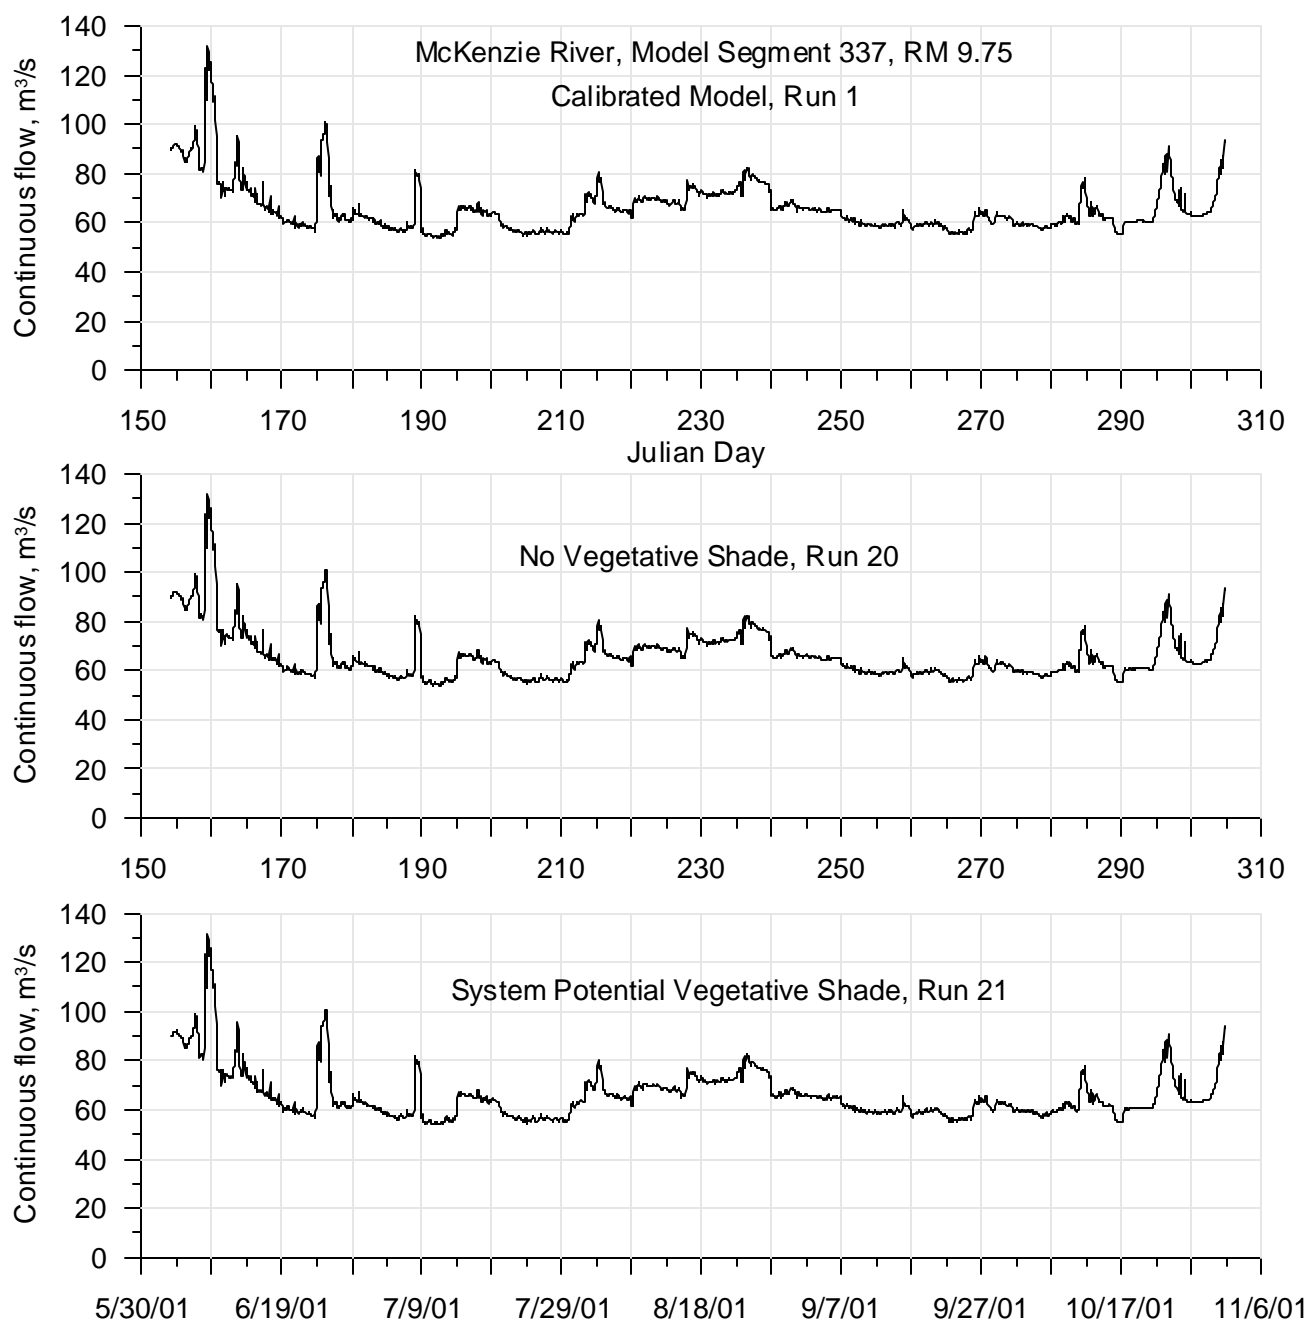 McKenzie River, Model Segment 337, RM 9.75
Calibrated Model, Run 1
Continuous flow, m³/s
140
120
100
80
60
40
20
0
150 170 190 210 230 250 270 290 310
Julian Day
No Vegetative Shade, Run 20
Continuous flow, m³/s
140
120
100
80
60
40
20
0
150 170 190 210 230 250 270 290 310
System Potential Vegetative Shade, Run 21
Continuous flow, m³/s
140
120
100
80
60
40
20
0
5/30/01 6/19/01 7/9/01 7/29/01 8/18/01 9/7/01 9/27/01 10/17/01 11/6/01